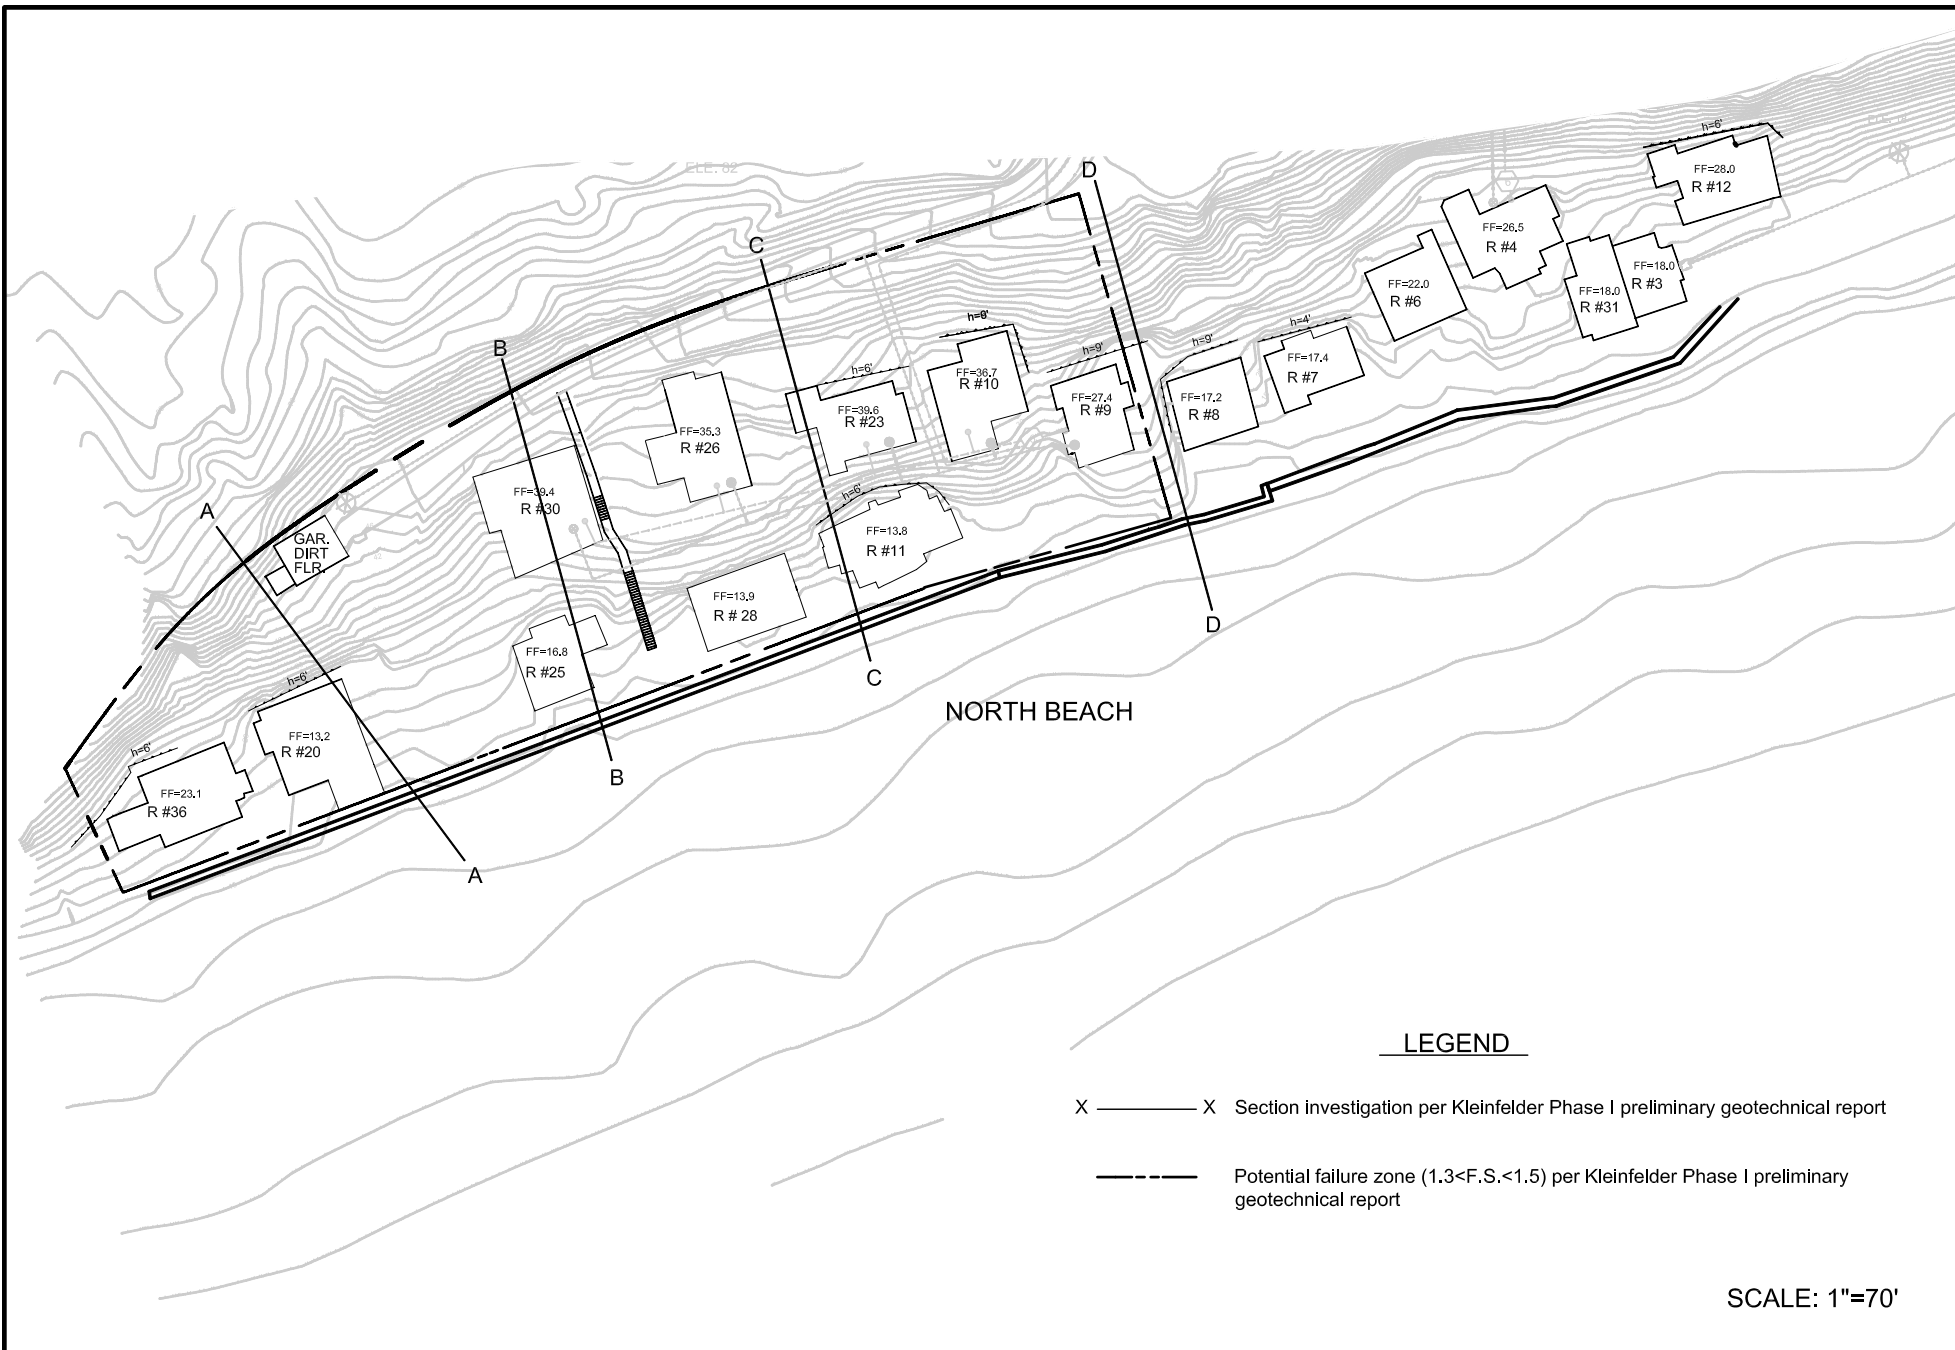 ELE. 82
D
h=6'
FF=28.0
R #12
FF=26.5
R #4
C
FF=18.0
R #3
FF=22.0
R #6
FF=18.0
R #31
h=9'
h=4'
h=9'
h=9'
B
FF=17.4
R #7
h=6'
FF=36.7
R #10
FF=27.4
R #9
FF=17.2
R #8
FF=39.6
R #23
FF=35.3
R #26
FF=39.4
R #30
h=6'
A
GAR.
DIRT
FLR.
FF=13.8
R #11
FF=13.9
R # 28
D
FF=16.8
R #25
C
h=6'
NORTH BEACH
FF=13.2
R #20
h=6'
B
FF=23.1
R #36
A
LEGEND
X X Section investigation per Kleinfelder Phase I preliminary geotechnical report
Potential failure zone (1.3<F.S.<1.5) per Kleinfelder Phase I preliminary
geotechnical report
SCALE: 1"=70'